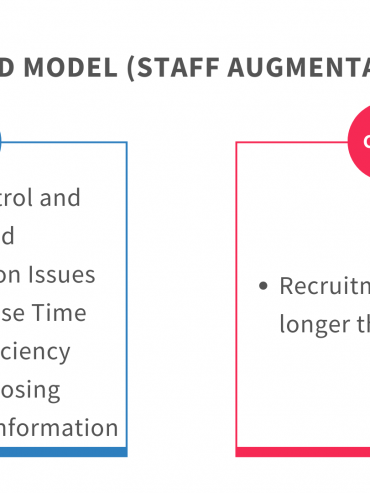 D MODEL (STAFF AUGMENTA
trol and
d
on Issues
se Time
ciency
osing
nformation
• Recruitm
longer th